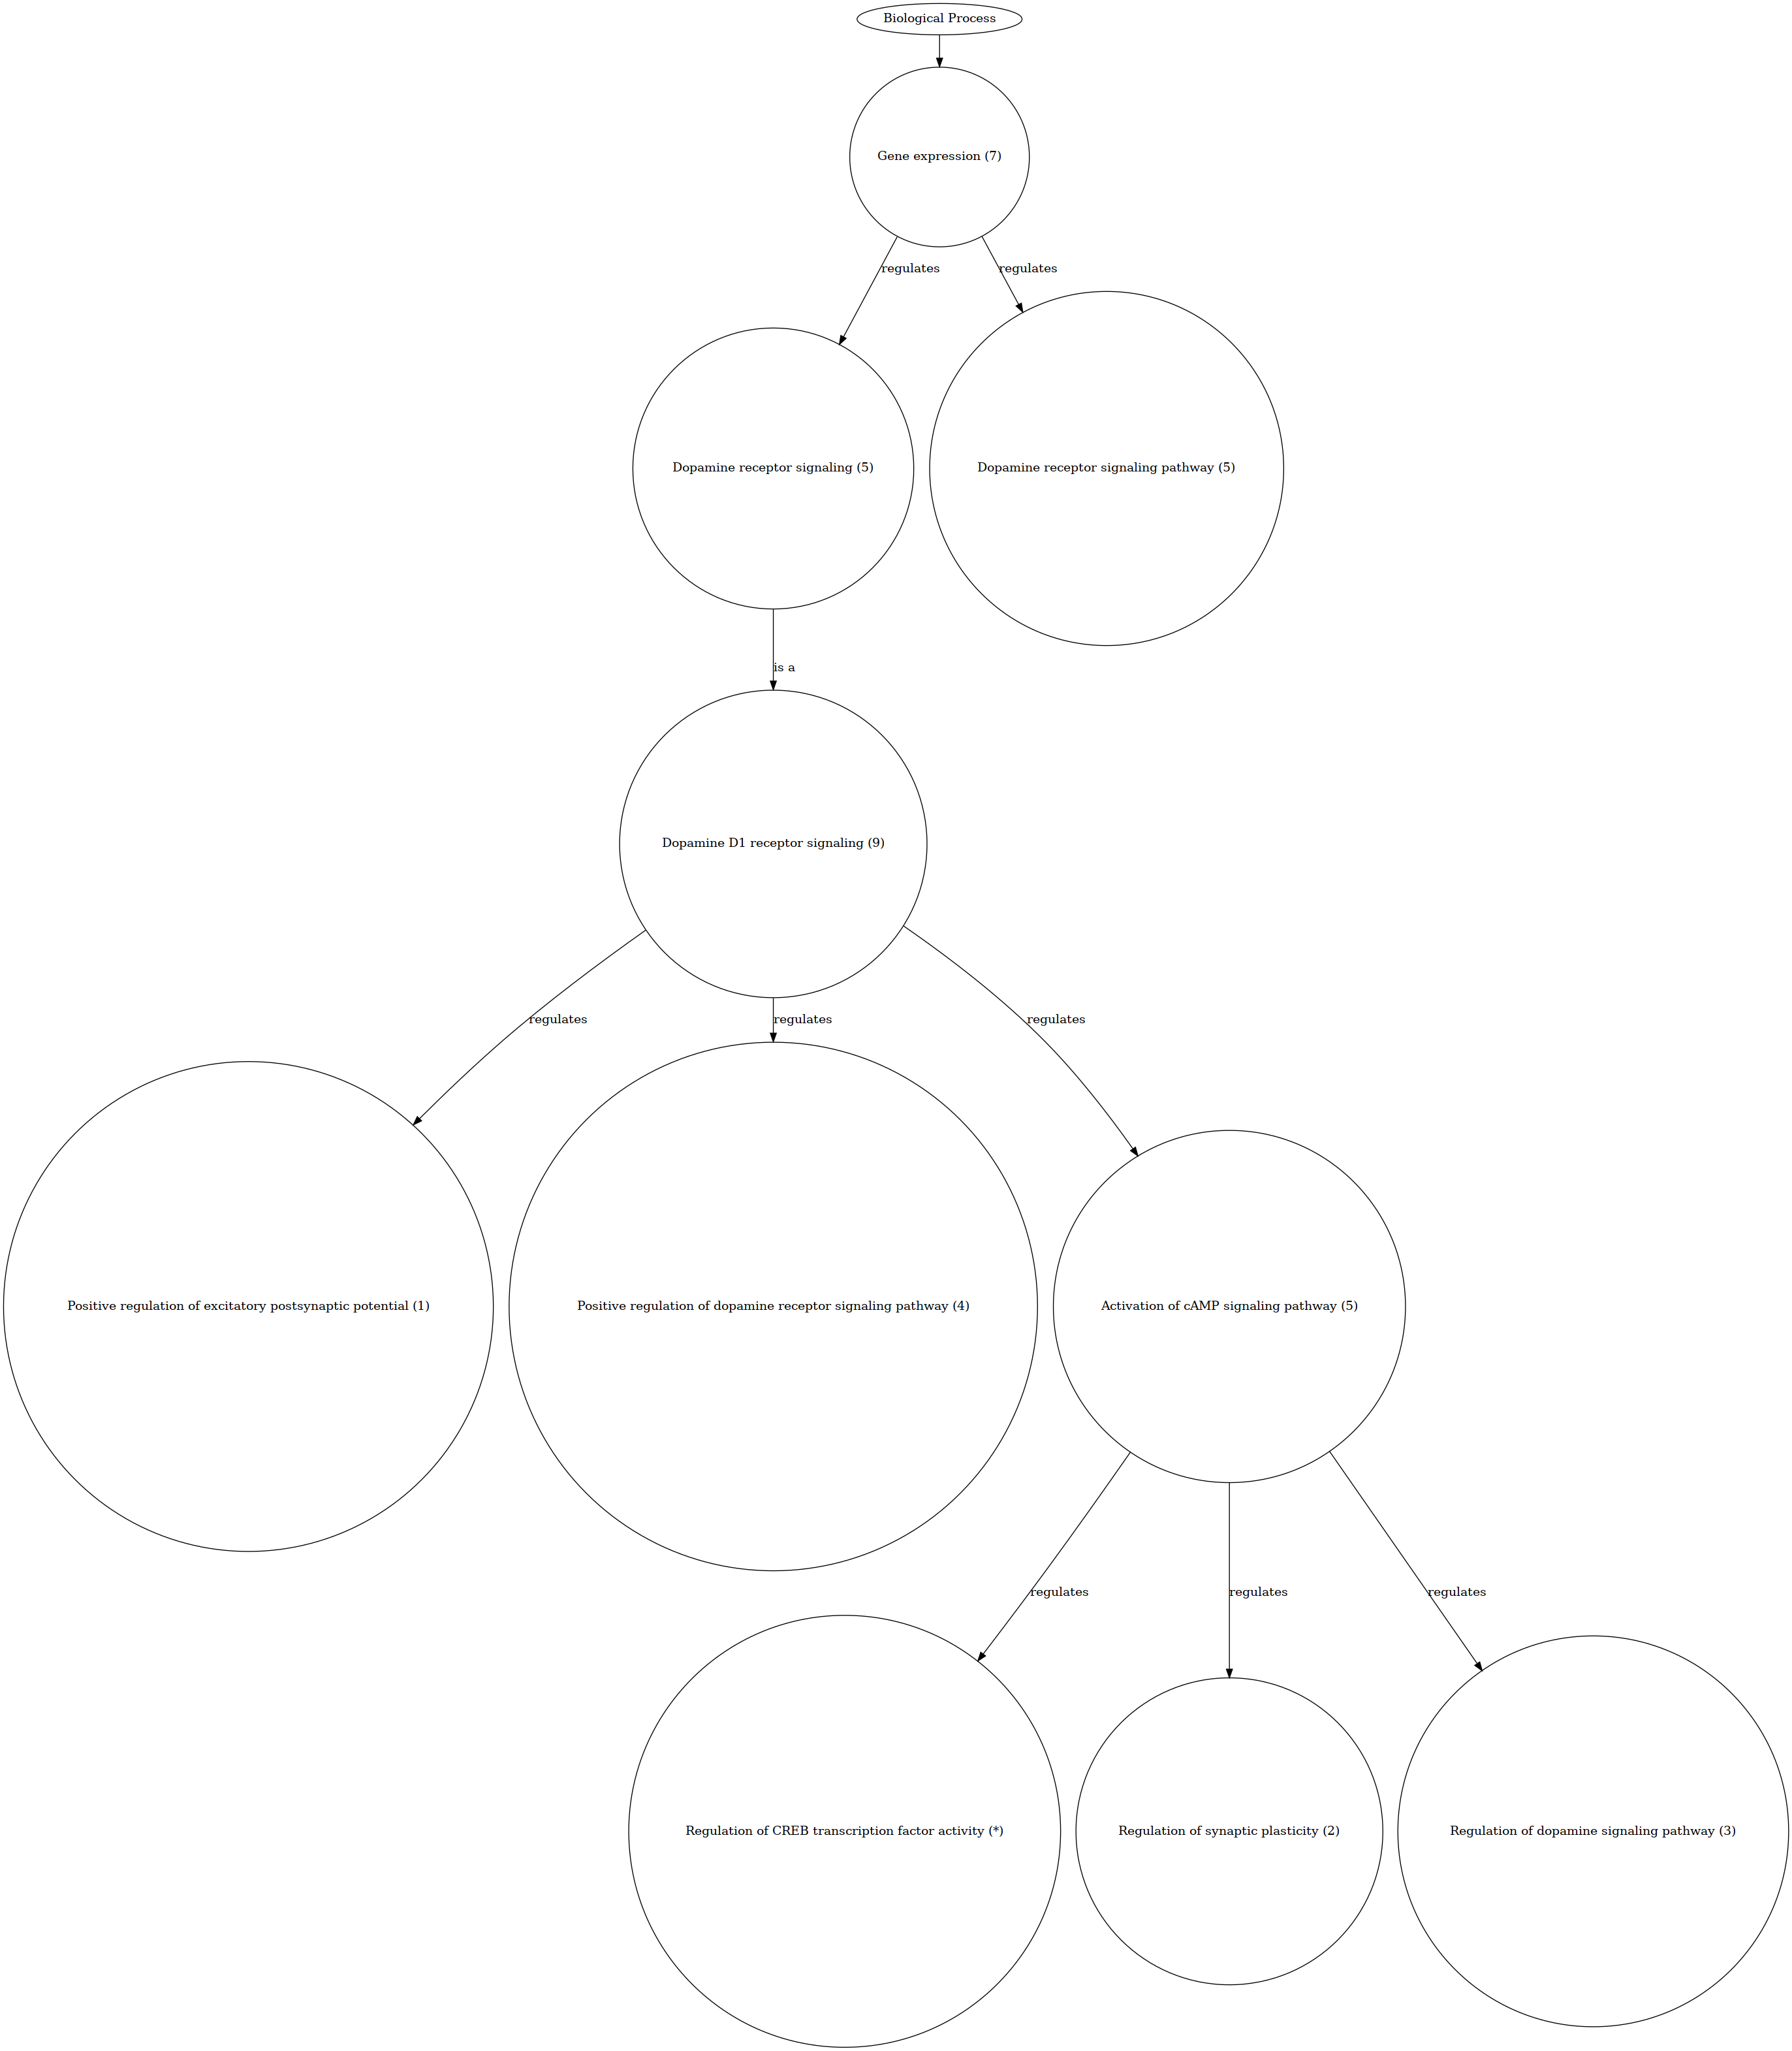 Biological Process
Gene expression (7)
regulates
regulates
Dopamine receptor signaling (5)
Dopamine receptor signaling pathway (5)
is a
Dopamine D1 receptor signaling (9)
regulates
regulates
regulates
Positive regulation of excitatory postsynaptic potential (1)
Positive regulation of dopamine receptor signaling pathway (4)
Activation of cAMP signaling pathway (5)
regulates
regulates
regulates
Regulation of CREB transcription factor activity (*)
Regulation of synaptic plasticity (2)
Regulation of dopamine signaling pathway (3)